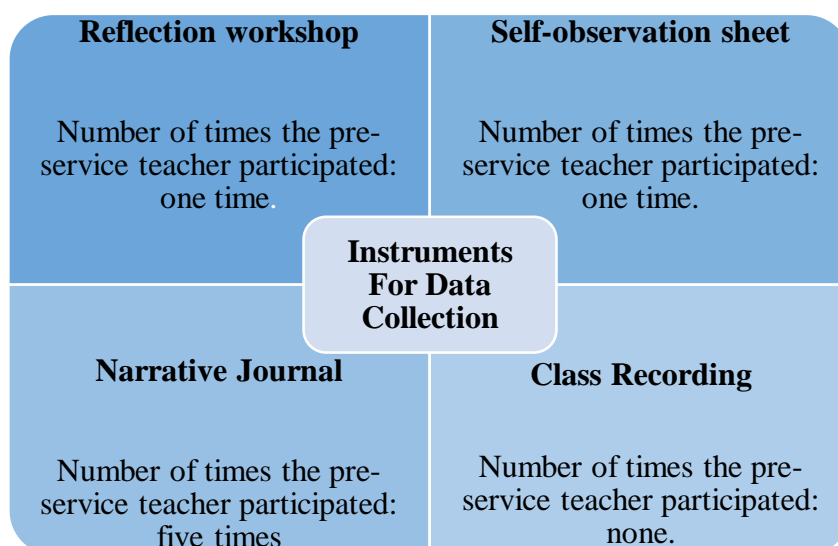 Reflection workshop
Number of times the pre-
service teacher participated:
one time.
Self-observation sheet
Number of times the pre-
service teacher participated:
one time.
Instruments
For Data
Collection
Narrative Journal
Number of times the pre-
service teacher participated:
five times
Class Recording
Number of times the pre-
service teacher participated:
none.